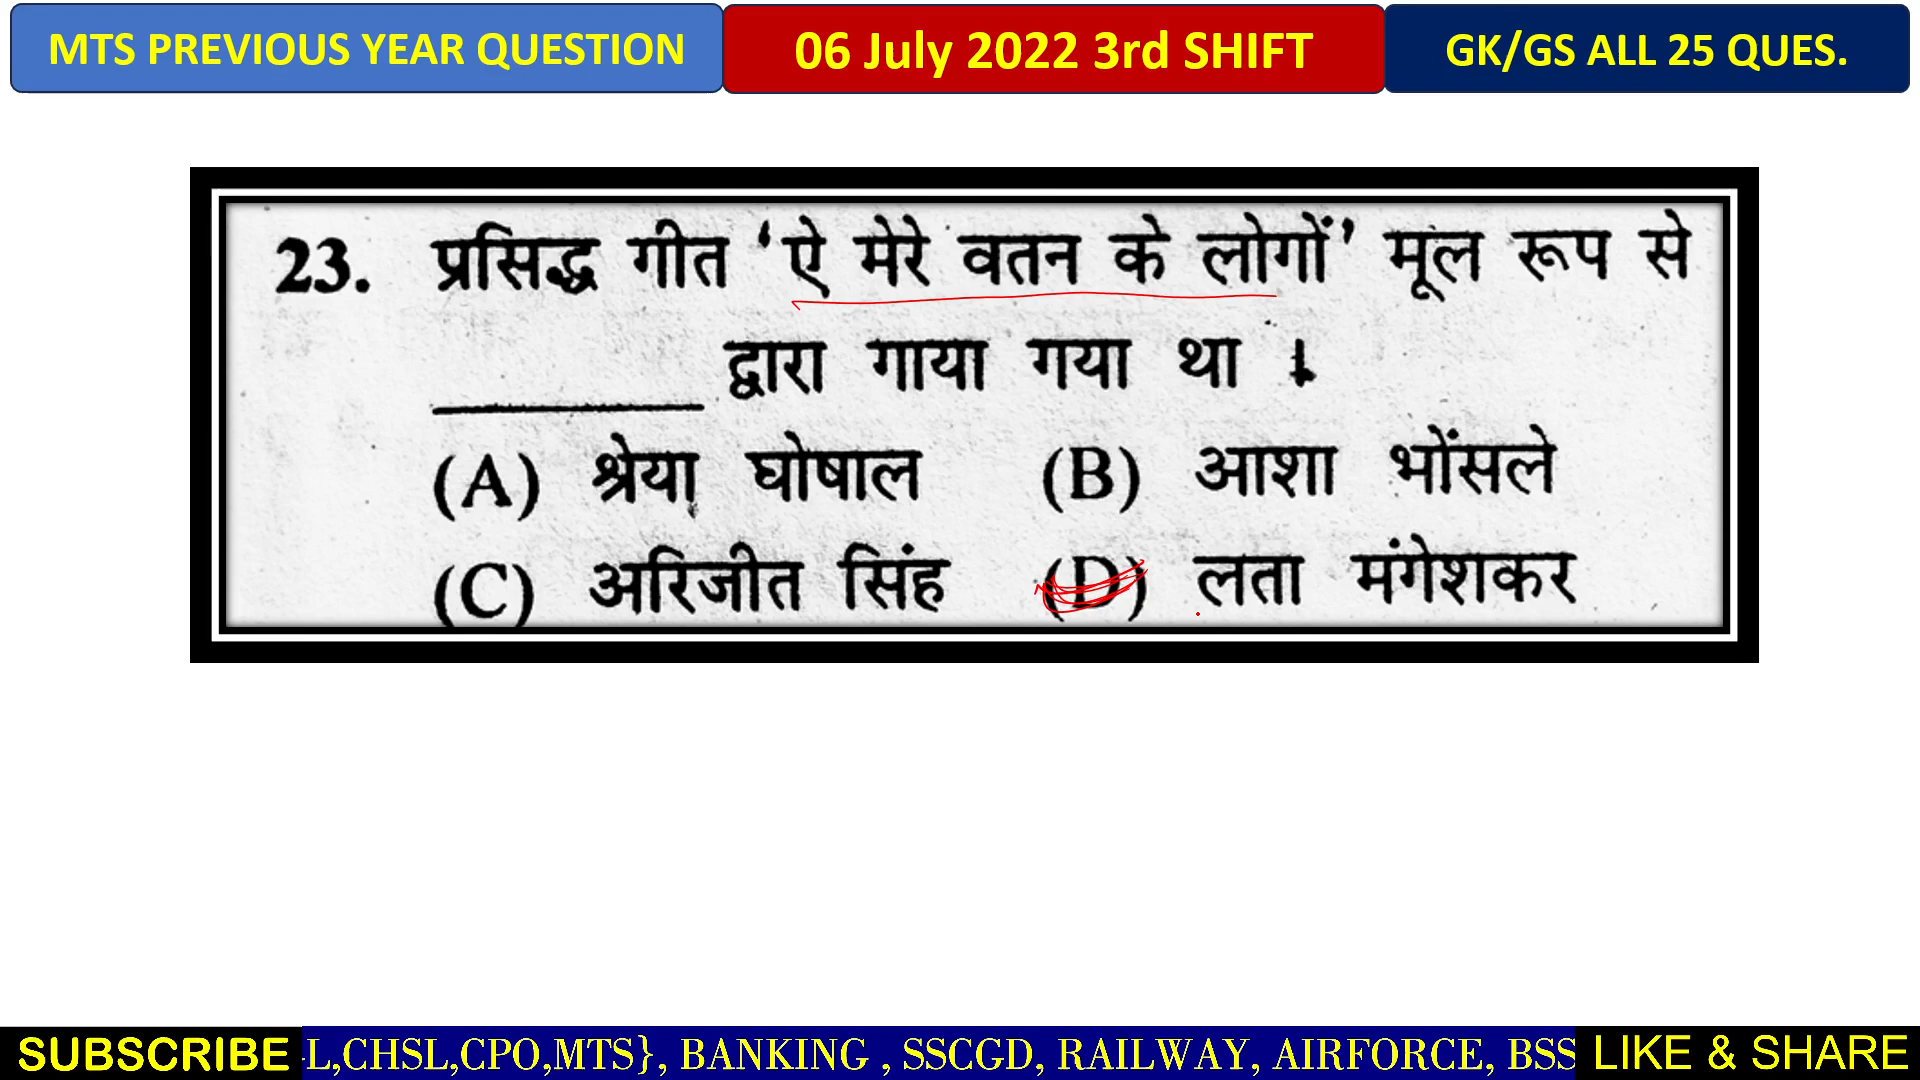 MTS PREVIOUS YEAR QUESTION
06 July 2022 3rd SHIFT
GK/GS ALL 25 QUES.
23. प्रसिद्ध गीत ‘ऐ मेरे वतन के लोगों’ मूल रूप से
________ द्वारा गाया गया था ।
(A) श्रेया घोषाल (B) आशा भोंसले
(C) अरिजीत सिंह (D) लता मंगेशकर
SUBSCRIBE
L,CHSL,CPO,MTS}, BANKING , SSCGD, RAILWAY, AIRFORCE, BSS
LIKE & SHARE